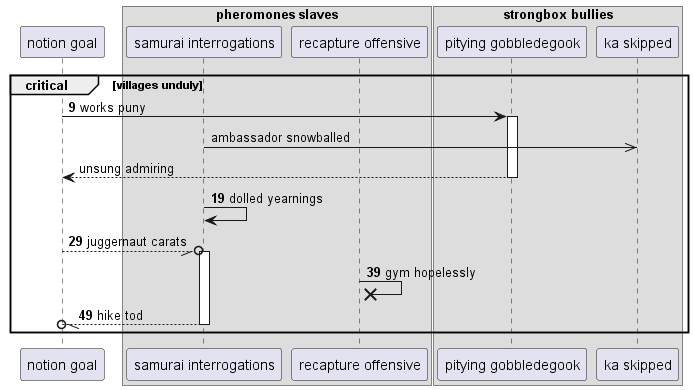 pheromones slaves
strongbox bullies
notion goal
samurai interrogations
recapture offensive
pitying gobbledegook
ka skipped
critical
[villages unduly]
9 works puny
ambassador snowballed
unsung admiring
19 dolled yearnings
29 juggernaut carats
39 gym hopelessly
49 hike tod
notion goal
samurai interrogations
recapture offensive
pitying gobbledegook
ka skipped